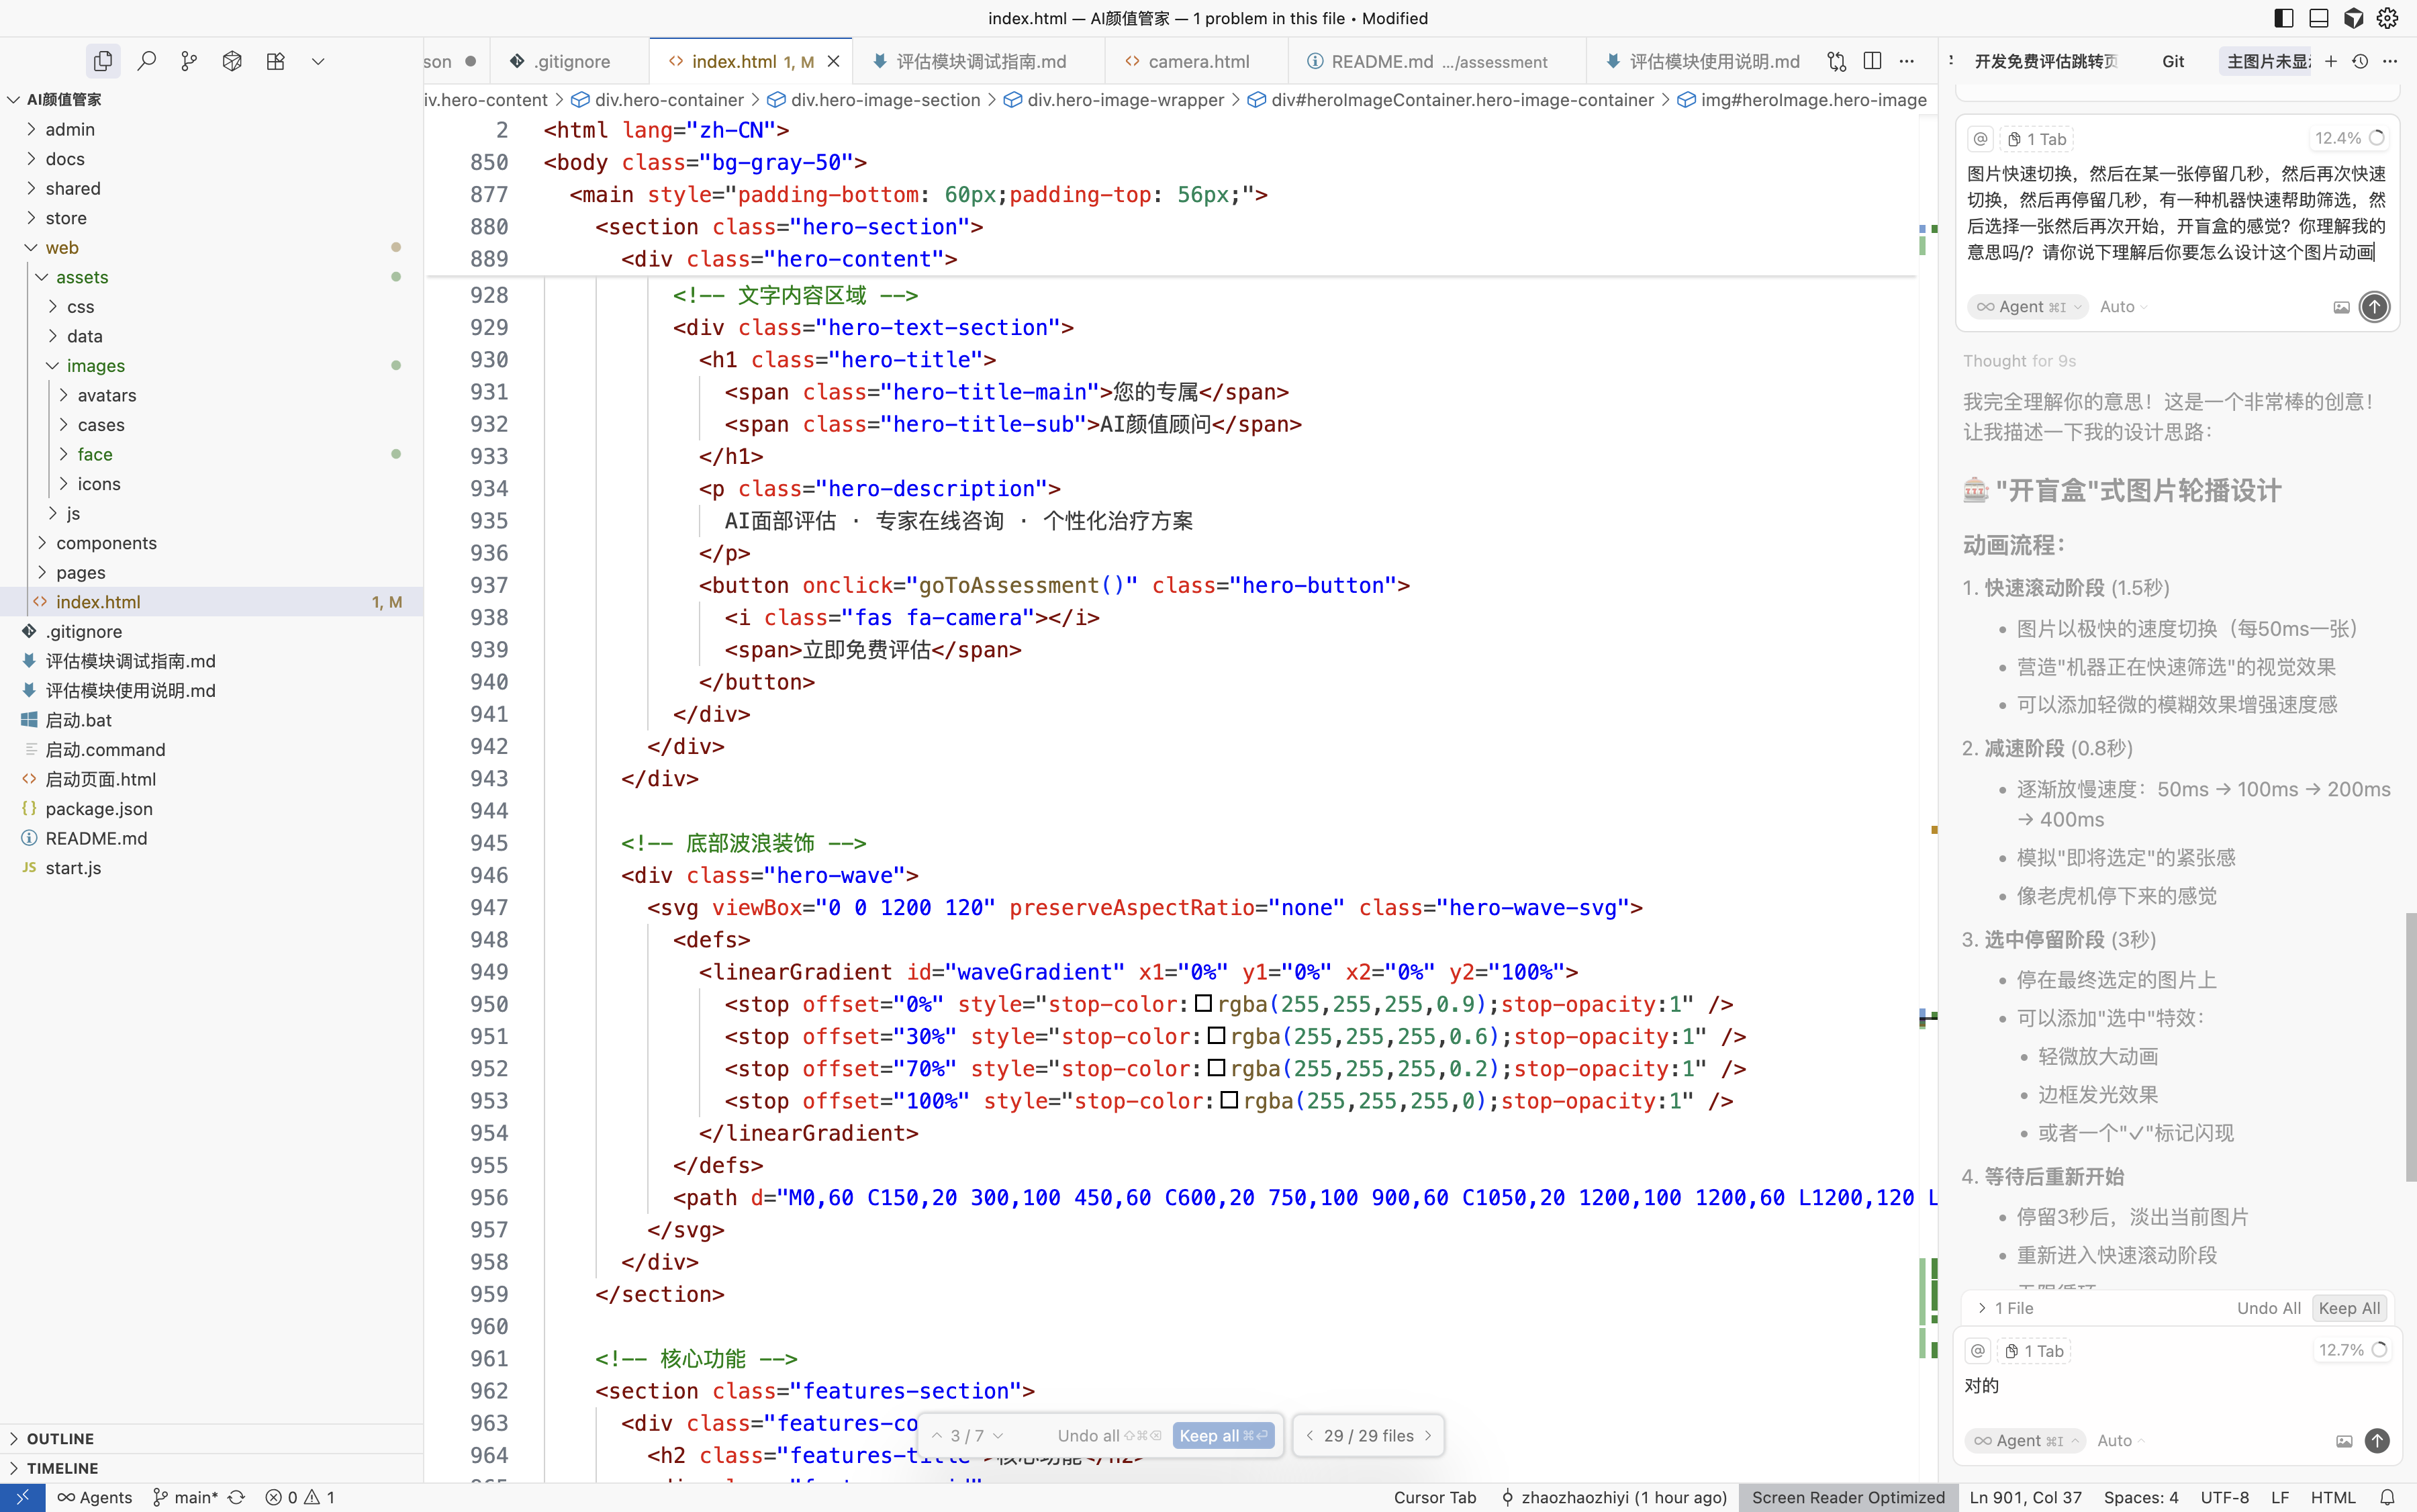 index.html — AI颜值管家 — 1 problem in this file • Modified
son
.gitignore
index.html 1, M
评估模块调试指南.md
camera.html
README.md .../assessment
评估模块使用说明.md
开发免费评估跳转页
Git
主图片未显
AI颜值管家
admin
docs
shared
store
web
assets
css
data
images
avatars
cases
face
icons
js
components
pages
index.html 1, M
.gitignore
评估模块调试指南.md
评估模块使用说明.md
启动.bat
启动.command
启动页面.html
package.json
README.md
start.js
OUTLINE
TIMELINE
iv.hero-content > div.hero-container > div.hero-image-section > div.hero-image-wrapper > div#heroImageContainer.hero-image-container > img#heroImage.hero-image
2 <html lang="zh-CN">
850 <body class="bg-gray-50">
877 <main style="padding-bottom: 60px;padding-top: 56px;">
880 <section class="hero-section">
889 <div class="hero-content">
928 <!-- 文字内容区域 -->
929 <div class="hero-text-section">
930 <h1 class="hero-title">
931 <span class="hero-title-main">您的专属</span>
932 <span class="hero-title-sub">AI颜值顾问</span>
933 </h1>
934 <p class="hero-description">
935 AI面部评估 · 专家在线咨询 · 个性化治疗方案
936 </p>
937 <button onclick="goToAssessment()" class="hero-button">
938 <i class="fas fa-camera"></i>
939 <span>立即免费评估</span>
940 </button>
941 </div>
942 </div>
943 </div>
944
945 <!-- 底部波浪装饰 -->
946 <div class="hero-wave">
947 <svg viewBox="0 0 1200 120" preserveAspectRatio="none" class="hero-wave-svg">
948 <defs>
949 <linearGradient id="waveGradient" x1="0%" y1="0%" x2="0%" y2="100%">
950 <stop offset="0%" style="stop-color:rgba(255,255,255,0.9);stop-opacity:1" />
951 <stop offset="30%" style="stop-color:rgba(255,255,255,0.6);stop-opacity:1" />
952 <stop offset="70%" style="stop-color:rgba(255,255,255,0.2);stop-opacity:1" />
953 <stop offset="100%" style="stop-color:rgba(255,255,255,0);stop-opacity:1" />
954 </linearGradient>
955 </defs>
956 <path d="M0,60 C150,20 300,100 450,60 C600,20 750,100 900,60 C1050,20 1200,100 1200,60 L1200,120 L
957 </svg>
958 </div>
959 </section>
960
961 <!-- 核心功能 -->
962 <section class="features-section">
963 <div class="features-co
964 <h2 class="features-title">核心功能</h2>
3 / 7
Undo all ⇧⌘⌫
Keep all ⌘⏎
29 / 29 files
@ 1 Tab 12.4%
图片快速切换，然后在某一张停留几秒，然后再次快速
切换，然后再停留几秒，有一种机器快速帮助筛选，然
后选择一张然后再次开始，开盲盒的感觉？你理解我的
意思吗/？请你说下理解后你要怎么设计这个图片动画
∞ Agent ⌘I Auto
Thought for 9s
我完全理解你的意思！这是一个非常棒的创意！
让我描述一下我的设计思路：
🎰 "开盲盒"式图片轮播设计
动画流程：
1. 快速滚动阶段 (1.5秒)
• 图片以极快的速度切换（每50ms一张）
• 营造"机器正在快速筛选"的视觉效果
• 可以添加轻微的模糊效果增强速度感
2. 减速阶段 (0.8秒)
• 逐渐放慢速度：50ms → 100ms → 200ms
→ 400ms
• 模拟"即将选定"的紧张感
• 像老虎机停下来的感觉
3. 选中停留阶段 (3秒)
• 停在最终选定的图片上
• 可以添加"选中"特效：
• 轻微放大动画
• 边框发光效果
• 或者一个"✓"标记闪现
4. 等待后重新开始
• 停留3秒后，淡出当前图片
• 重新进入快速滚动阶段
1 File
Undo All
Keep All
@ 1 Tab 12.7%
对的
∞ Agent ⌘I Auto
Agents
main*
0 1
Cursor Tab
zhaozhaozhiyi (1 hour ago)
Screen Reader Optimized
Ln 901, Col 37
Spaces: 4
UTF-8
LF
HTML